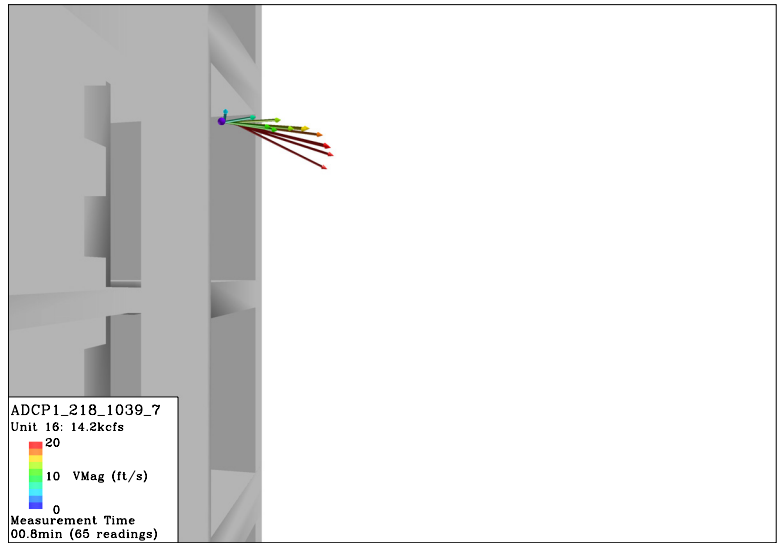 ADCP1_218_1039_7
Unit 16: 14.2kcfs
20
10 VMag (ft/s)
0
Measurement Time
00.8min (65 readings)